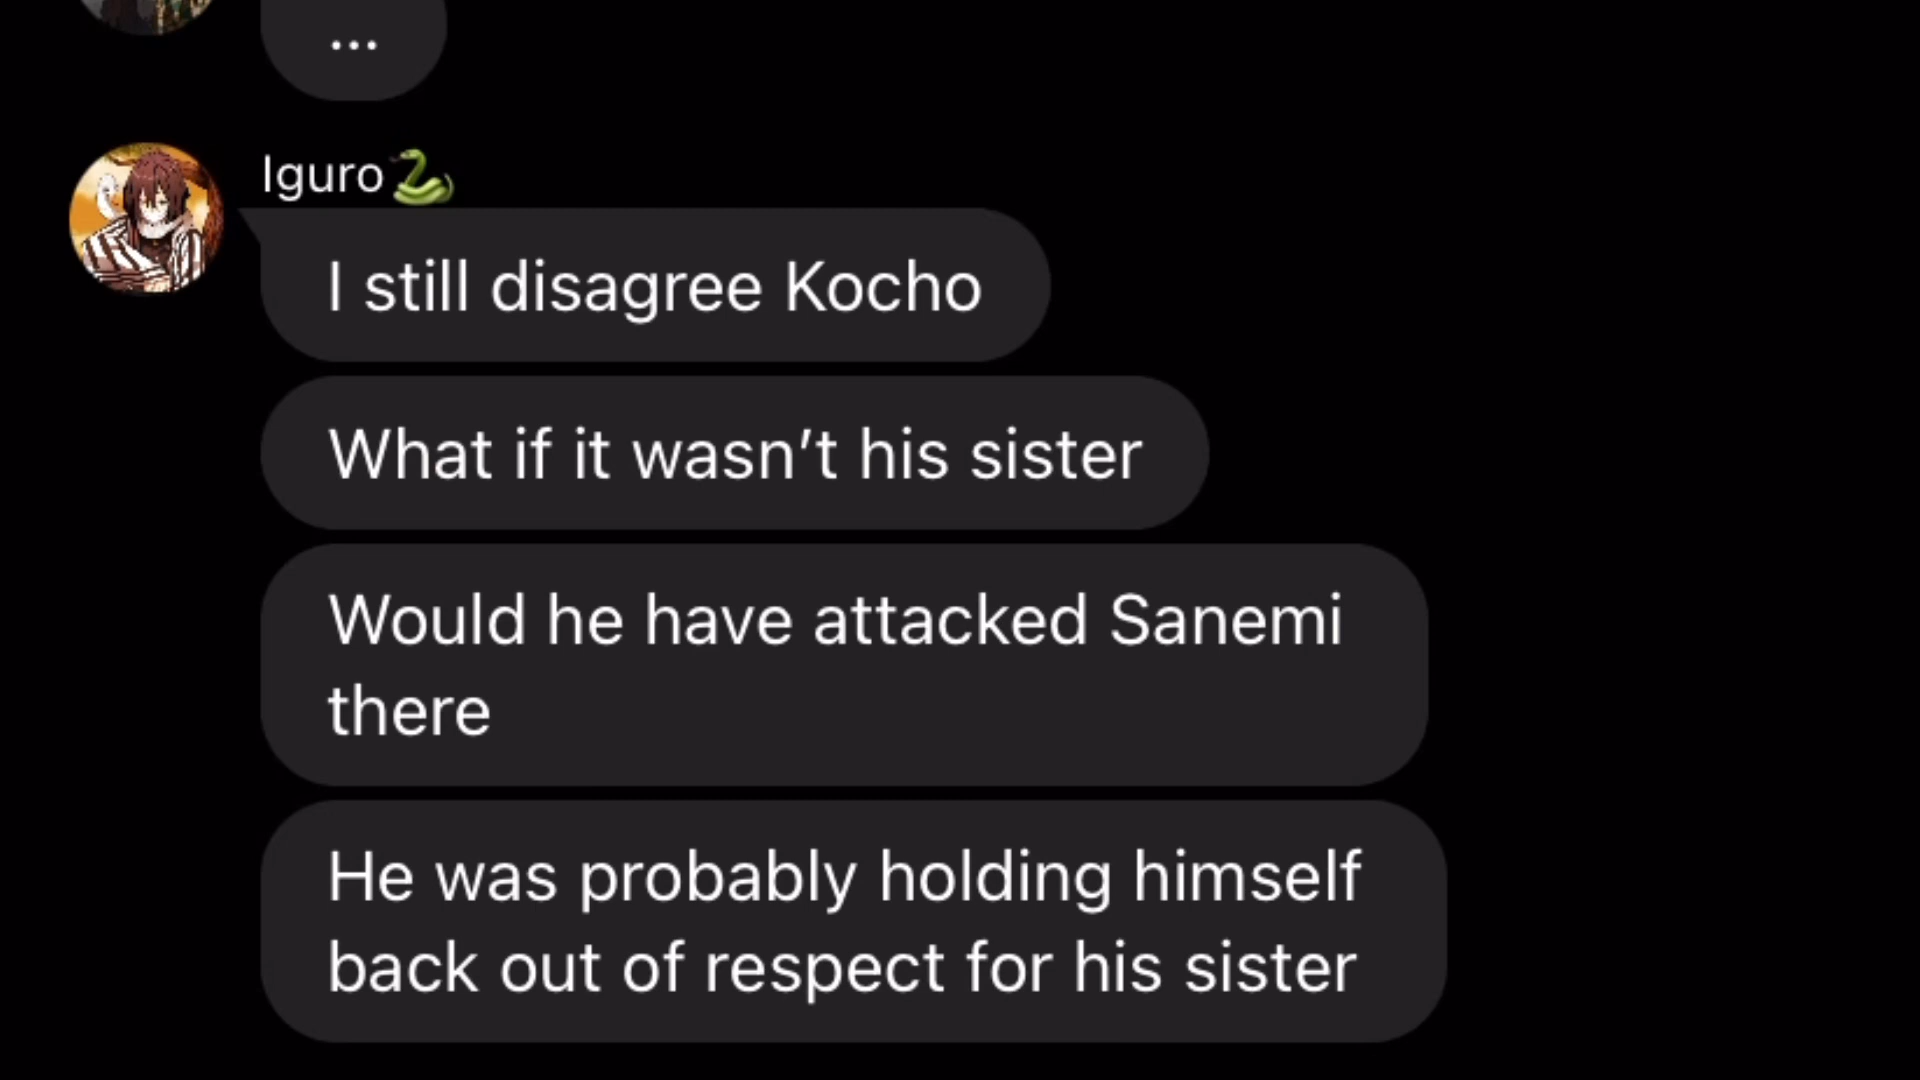 ...
Iguro🐍
I still disagree Kocho
What if it wasn’t his sister
Would he have attacked Sanemi
there
He was probably holding himself
back out of respect for his sister